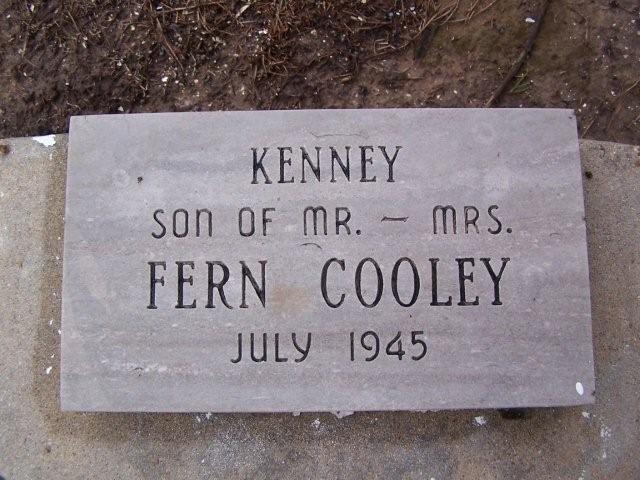 KENNEY
SON OF MR. – MRS.
FERN COOLEY
JULY 1945